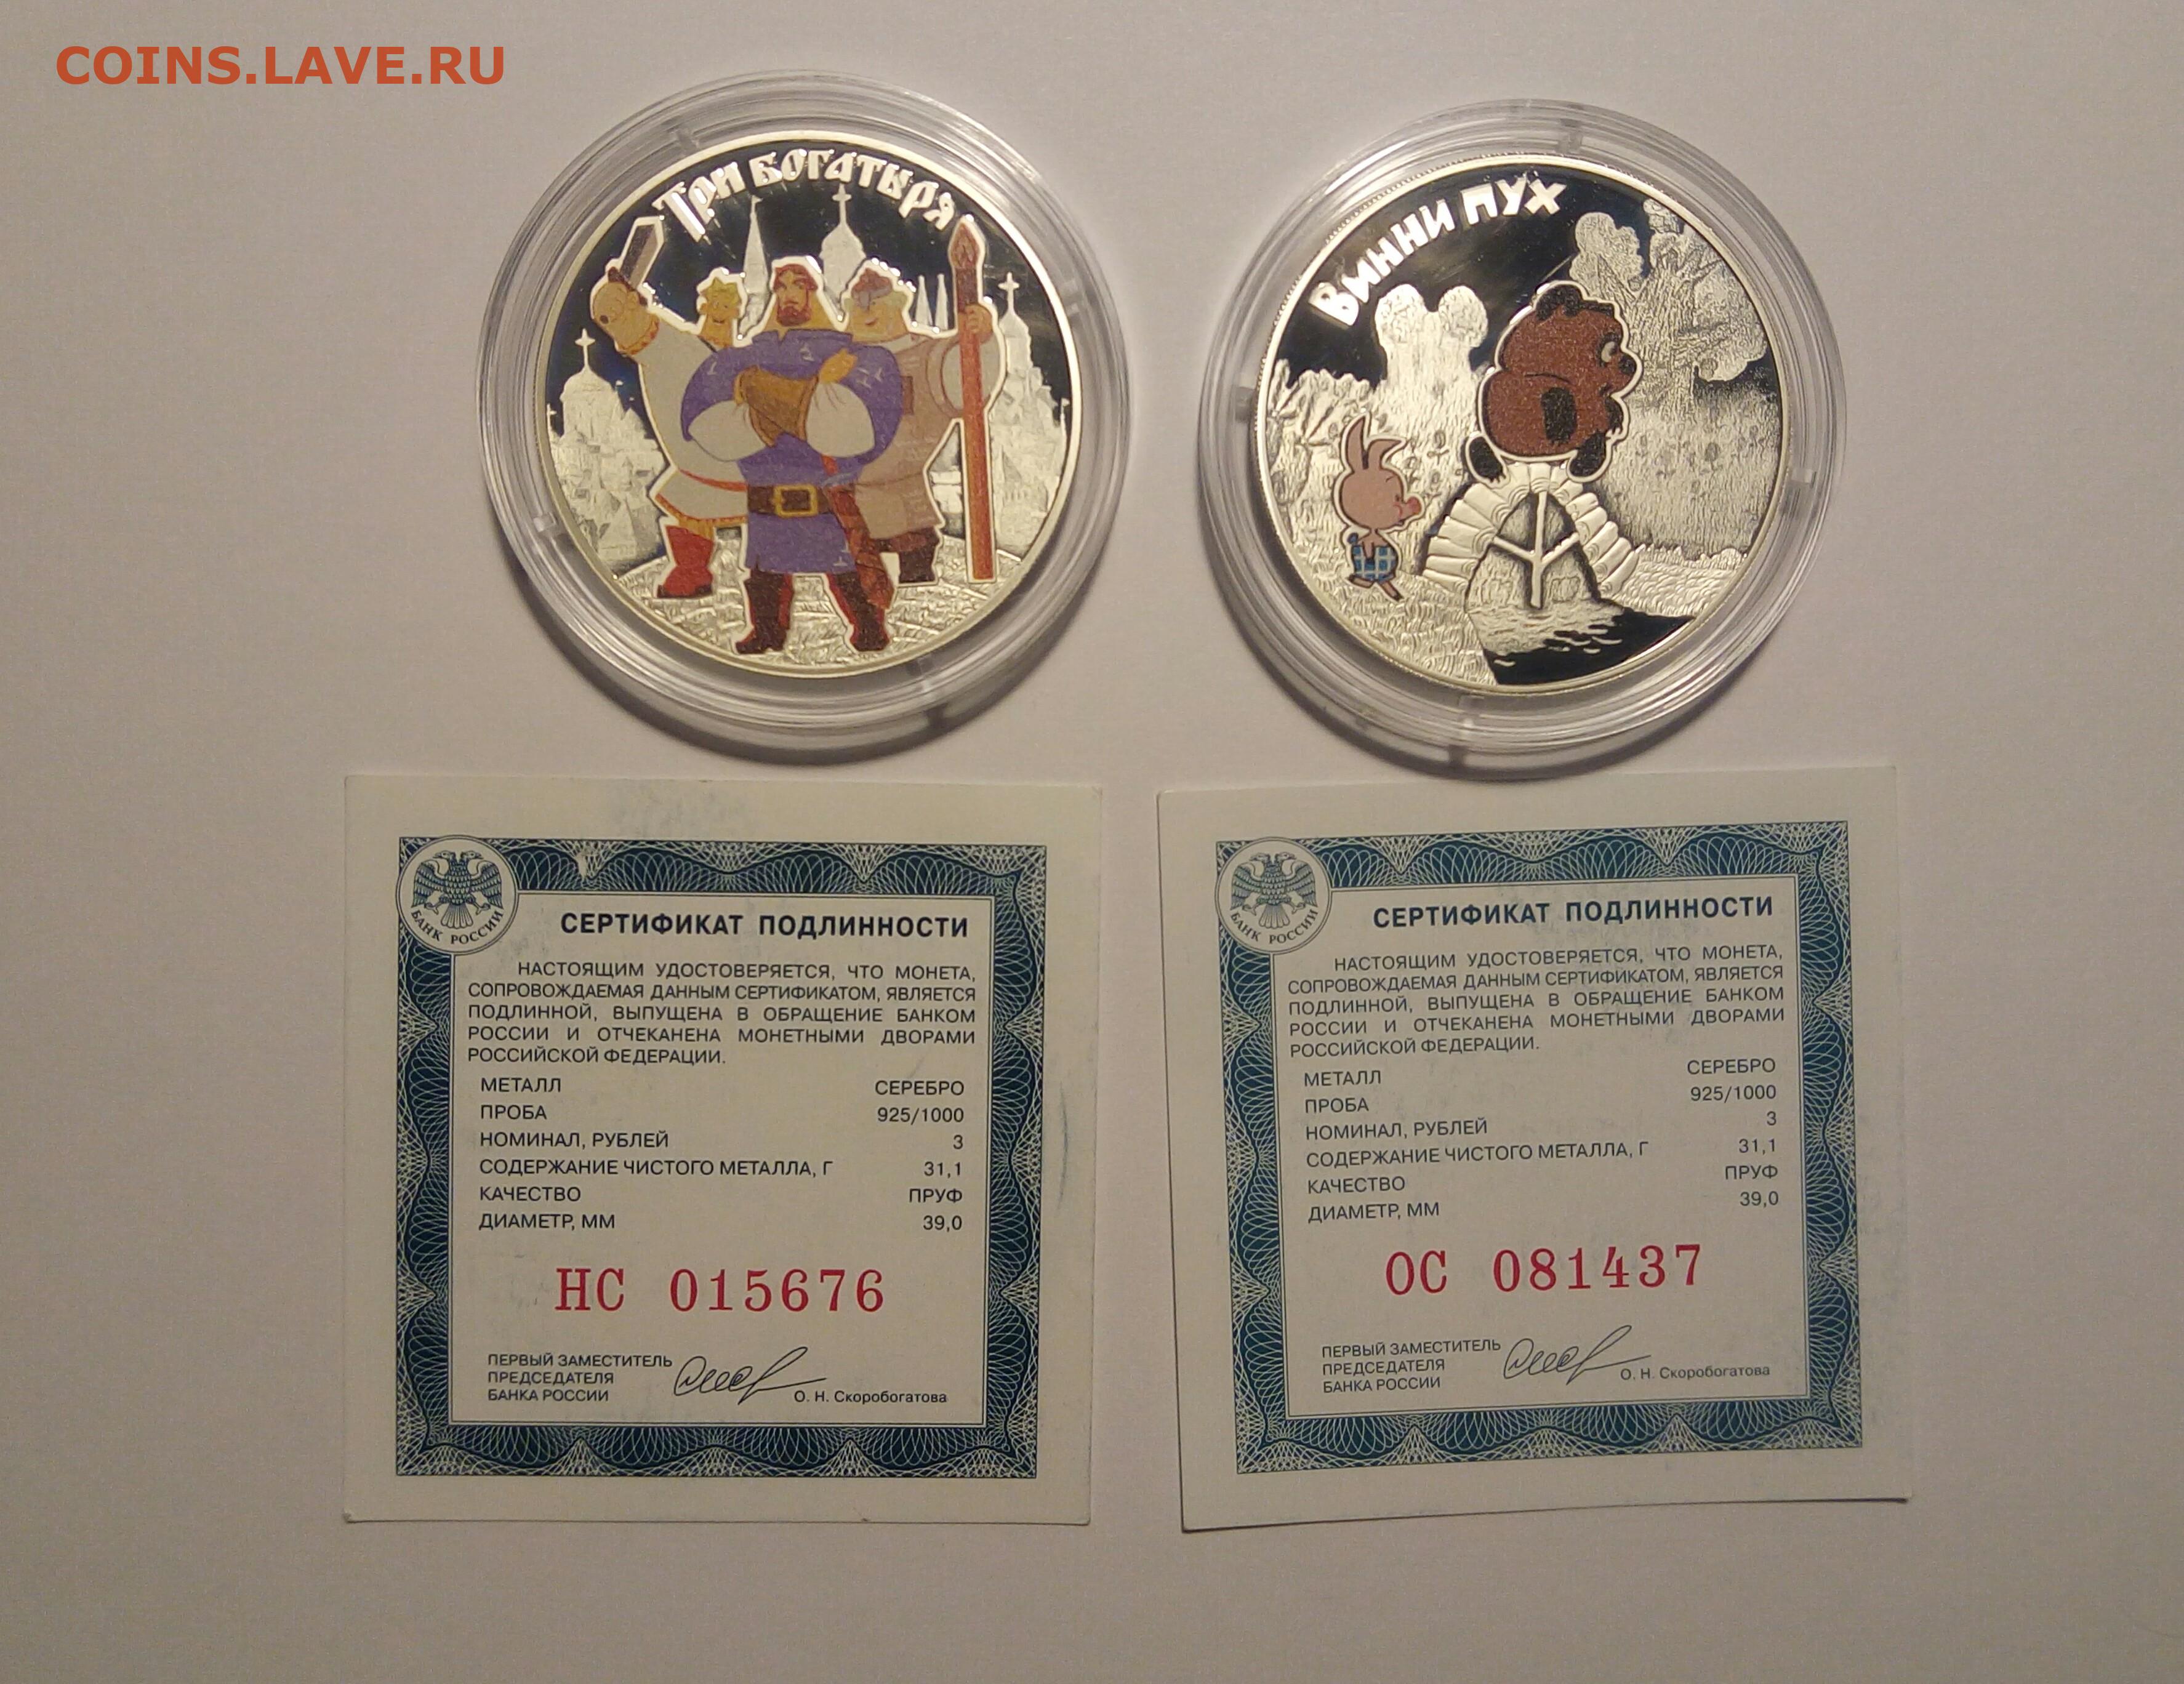 COINS.LAVE.RU
Три богатыря
Винни Пух
БАНК РОССИИ
СЕРТИФИКАТ ПОДЛИННОСТИ
НАСТОЯЩИМ УДОСТОВЕРЯЕТСЯ, ЧТО МОНЕТА,
СОПРОВОЖДАЕМАЯ ДАННЫМ СЕРТИФИКАТОМ, ЯВЛЯЕТСЯ
ПОДЛИННОЙ, ВЫПУЩЕНА В ОБРАЩЕНИЕ БАНКОМ
РОССИИ И ОТЧЕКАНЕНА МОНЕТНЫМИ ДВОРАМИ
РОССИЙСКОЙ ФЕДЕРАЦИИ.
МЕТАЛЛ СЕРЕБРО
ПРОБА 925/1000
НОМИНАЛ, РУБЛЕЙ 3
СОДЕРЖАНИЕ ЧИСТОГО МЕТАЛЛА, Г 31,1
КАЧЕСТВО ПРУФ
ДИАМЕТР, ММ 39,0
НС 015676
ПЕРВЫЙ ЗАМЕСТИТЕЛЬ
ПРЕДСЕДАТЕЛЯ
БАНКА РОССИИ О. Н. Скоробогатова
БАНК РОССИИ
СЕРТИФИКАТ ПОДЛИННОСТИ
НАСТОЯЩИМ УДОСТОВЕРЯЕТСЯ, ЧТО МОНЕТА,
СОПРОВОЖДАЕМАЯ ДАННЫМ СЕРТИФИКАТОМ, ЯВЛЯЕТСЯ
ПОДЛИННОЙ, ВЫПУЩЕНА В ОБРАЩЕНИЕ БАНКОМ
РОССИИ И ОТЧЕКАНЕНА МОНЕТНЫМИ ДВОРАМИ
РОССИЙСКОЙ ФЕДЕРАЦИИ.
МЕТАЛЛ СЕРЕБРО
ПРОБА 925/1000
НОМИНАЛ, РУБЛЕЙ 3
СОДЕРЖАНИЕ ЧИСТОГО МЕТАЛЛА, Г 31,1
КАЧЕСТВО ПРУФ
ДИАМЕТР, ММ 39,0
ОС 081437
ПЕРВЫЙ ЗАМЕСТИТЕЛЬ
ПРЕДСЕДАТЕЛЯ
БАНКА РОССИИ О. Н. Скоробогатова